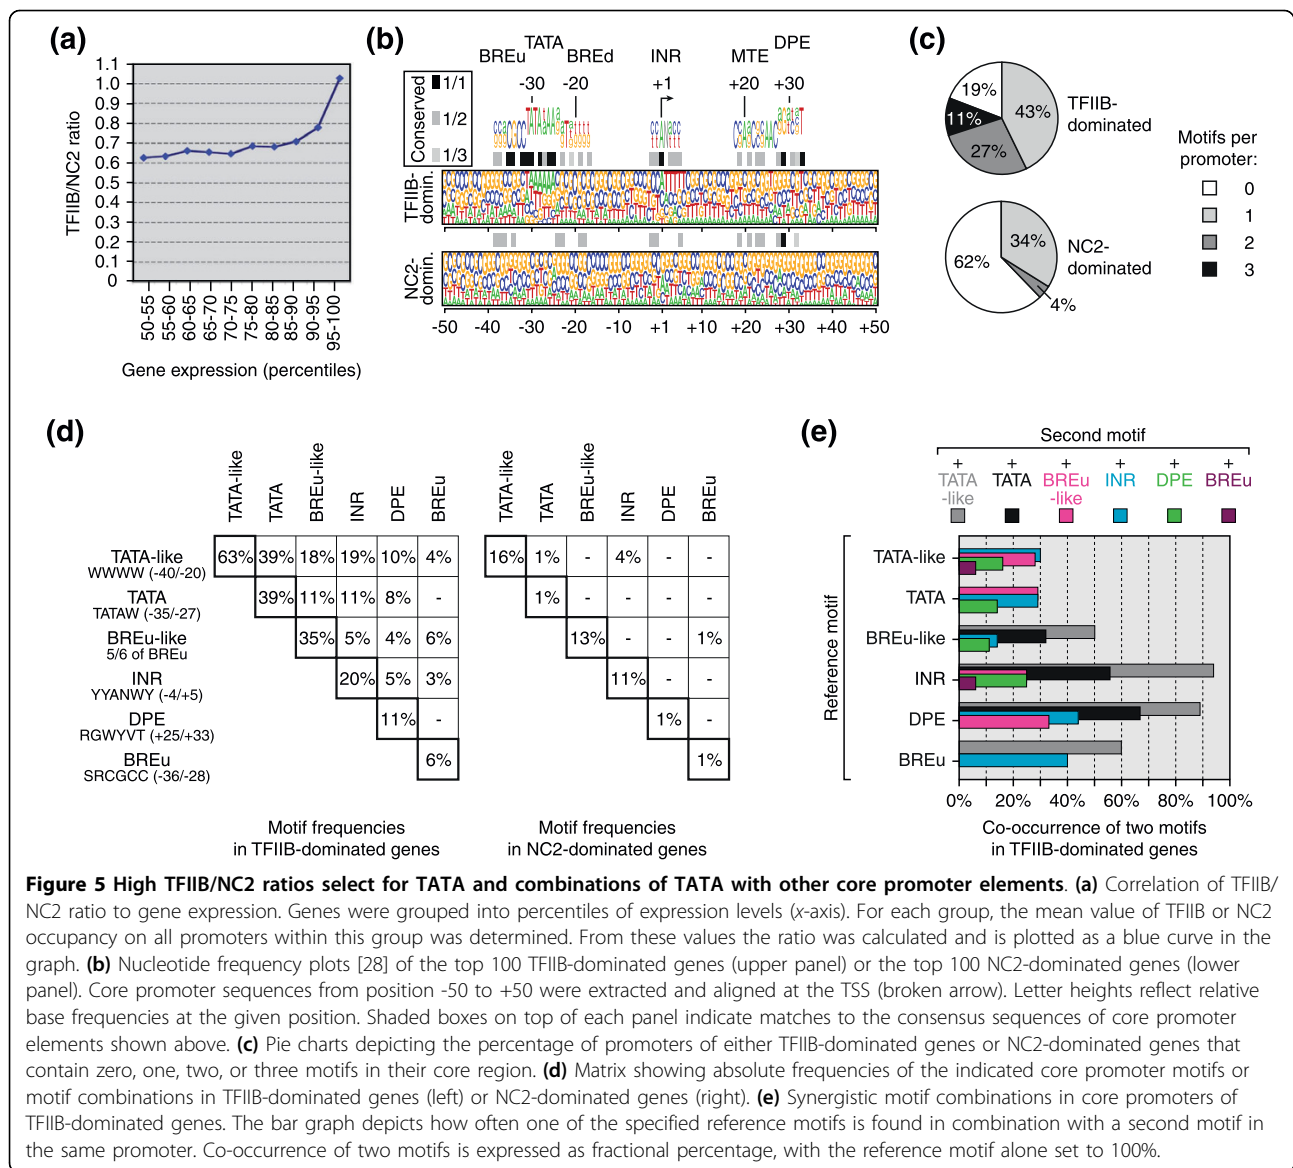 (a)
1.1
1.0
0.9
0.8
0.7
0.6
0.5
0.4
0.3
0.2
0.1
0
TFIIB/NC2 ratio
50-55
55-60
60-65
65-70
70-75
75-80
80-85
85-90
90-95
95-100
Gene expression (percentiles)
(b)
BREu TATA BREd INR MTE DPE
-30 -20 +1 +20 +30
Conserved
1/1
1/2
1/3
TFIIB-
domin.
NC2-
domin.
-50 -40 -30 -20 -10 +1 +10 +20 +30 +40 +50
(c)
19%
43%
11%
27%
TFIIB-
dominated
34%
62%
4%
NC2-
dominated
Motifs per
promoter:
0
1
2
3
(d)
TATA-like TATA BREu-like INR DPE BREu
TATA-like TATA BREu-like INR DPE BREu
TATA-like 63% 39% 18% 19% 10% 4% 16% 1% - 4% - -
WWWW (-40/-20)
TATA 39% 11% 11% 8% - 1% - - - -
TATAW (-35/-27)
BREu-like 35% 5% 4% 6% 13% - - 1%
5/6 of BREu
INR 20% 5% 3% 11% - -
YYANWY (-4/+5)
DPE 11% - 1% -
RGWYVT (+25/+33)
BREu 6% 1%
SRCGCC (-36/-28)
Motif frequencies
in TFIIB-dominated genes
Motif frequencies
in NC2-dominated genes
(e)
Second motif
+ + + + + +
TATA TATA BREu INR DPE BREu
-like -like
Reference motif
TATA-like
TATA
BREu-like
INR
DPE
BREu
0% 20% 40% 60% 80% 100%
Co-occurrence of two motifs
in TFIIB-dominated genes
Figure 5 High TFIIB/NC2 ratios select for TATA and combinations of TATA with other core promoter elements. (a) Correlation of TFIIB/
NC2 ratio to gene expression. Genes were grouped into percentiles of expression levels (x-axis). For each group, the mean value of TFIIB or NC2
occupancy on all promoters within this group was determined. From these values the ratio was calculated and is plotted as a blue curve in the
graph. (b) Nucleotide frequency plots [28] of the top 100 TFIIB-dominated genes (upper panel) or the top 100 NC2-dominated genes (lower
panel). Core promoter sequences from position -50 to +50 were extracted and aligned at the TSS (broken arrow). Letter heights reflect relative
base frequencies at the given position. Shaded boxes on top of each panel indicate matches to the consensus sequences of core promoter
elements shown above. (c) Pie charts depicting the percentage of promoters of either TFIIB-dominated genes or NC2-dominated genes that
contain zero, one, two, or three motifs in their core region. (d) Matrix showing absolute frequencies of the indicated core promoter motifs or
motif combinations in TFIIB-dominated genes (left) or NC2-dominated genes (right). (e) Synergistic motif combinations in core promoters of
TFIIB-dominated genes. The bar graph depicts how often one of the specified reference motifs is found in combination with a second motif in
the same promoter. Co-occurrence of two motifs is expressed as fractional percentage, with the reference motif alone set to 100%.